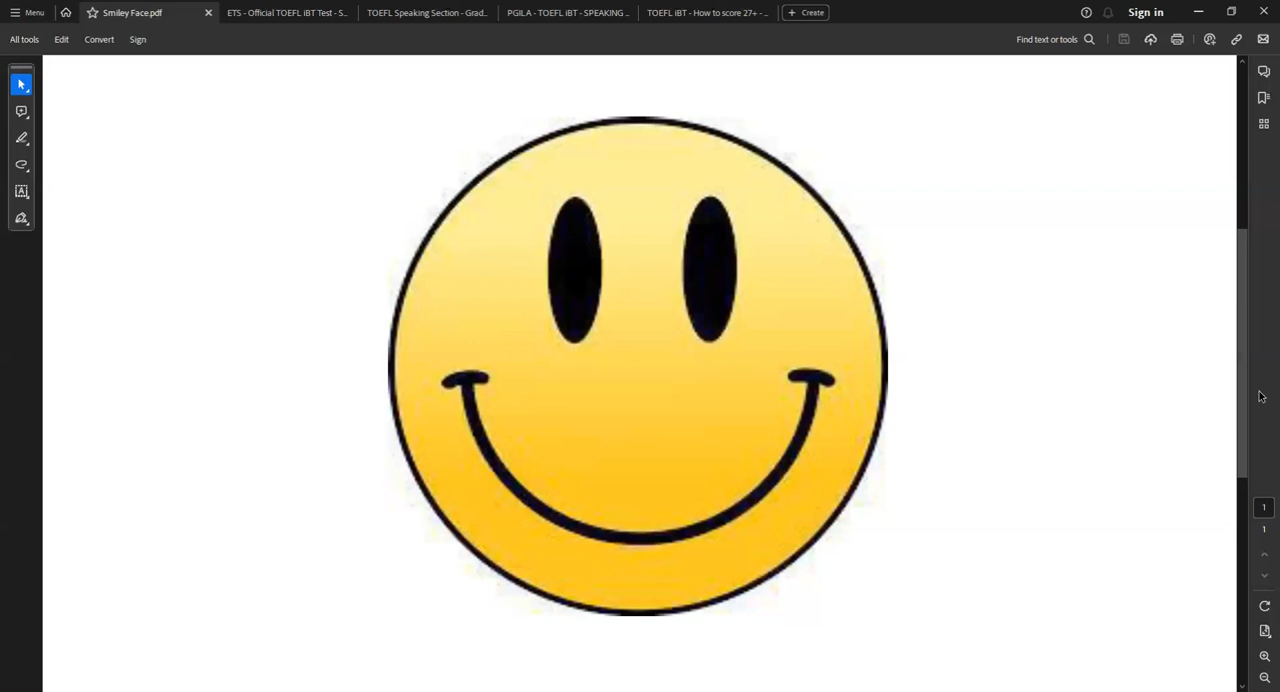 Menu
Smiley Face.pdf
ETS - Official TOEFL iBT Test - S...
TOEFL Speaking Section - Grad...
PGILA - TOEFL iBT - SPEAKING ...
TOEFL iBT - How to score 27+ - ...
Create
Sign in
All tools
Edit
Convert
Sign
Find text or tools
1
1